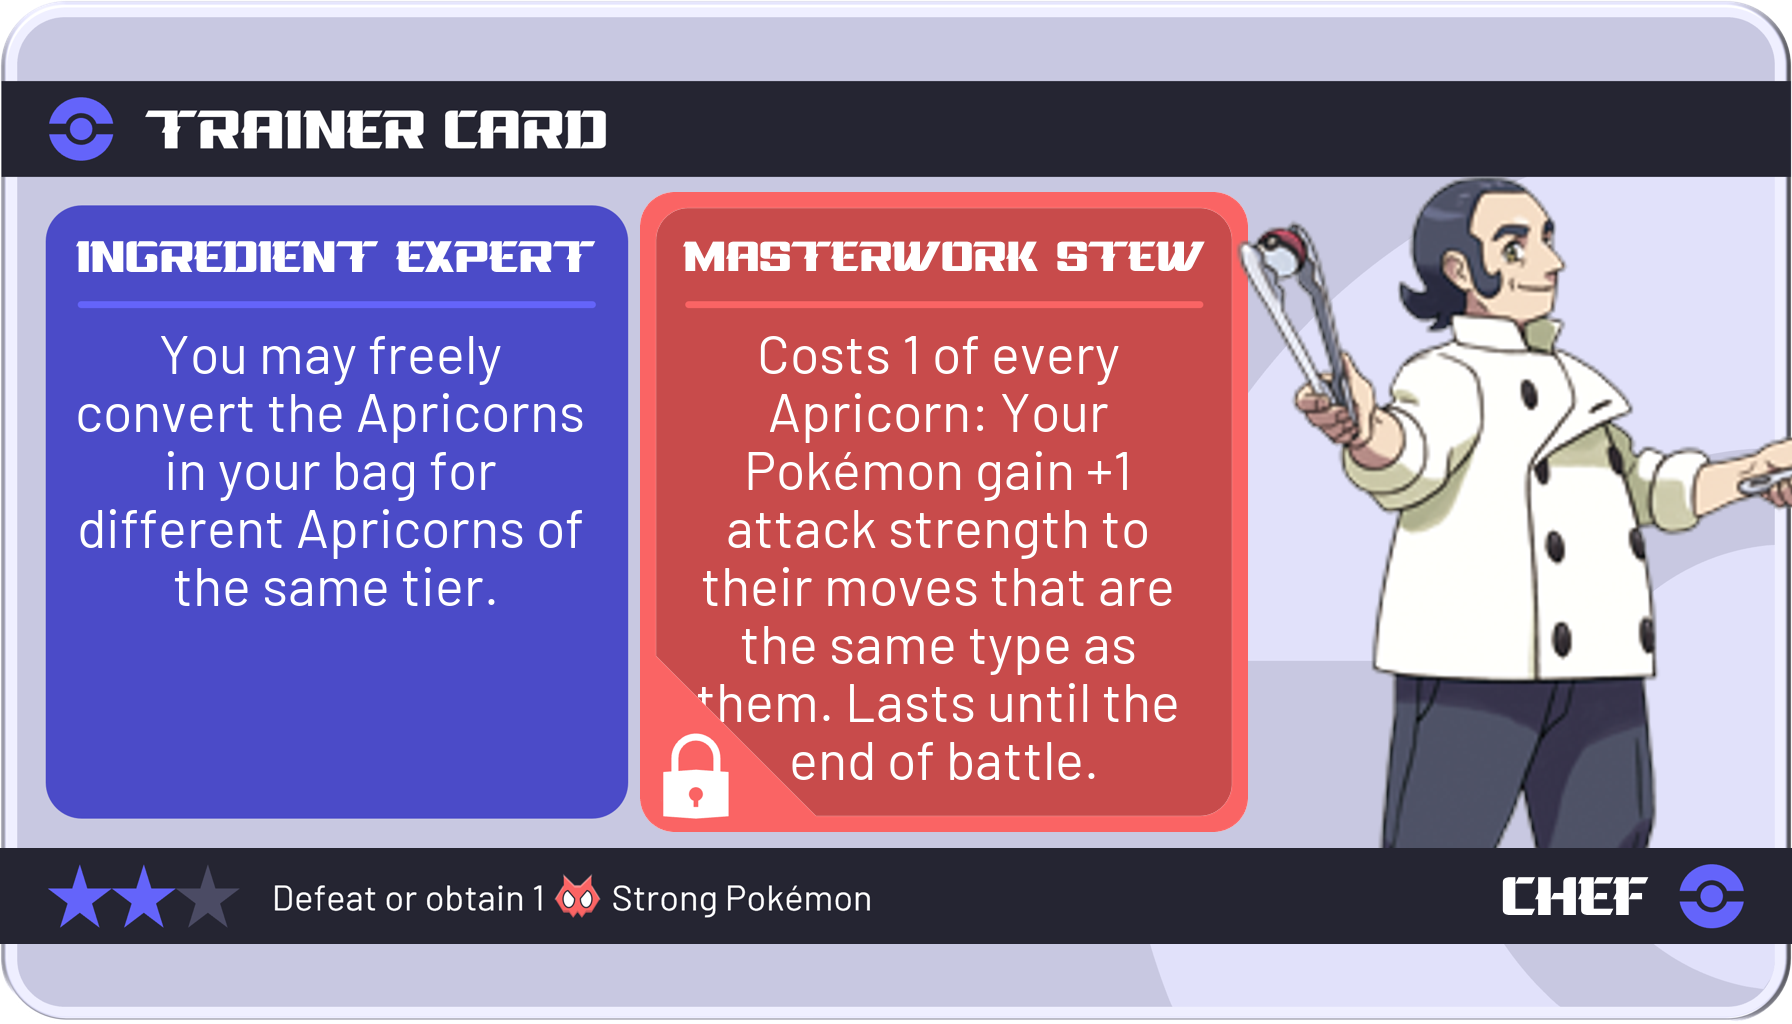 TRAINER CARD
INGREDIENT EXPERT
You may freely
convert the Apricorns
in your bag for
different Apricorns of
the same tier.
MASTERWORK STEW
Costs 1 of every
Apricorn: Your
Pokémon gain +1
attack strength to
their moves that are
the same type as
them. Lasts until the
end of battle.
Defeat or obtain 1 Strong Pokémon
CHEF